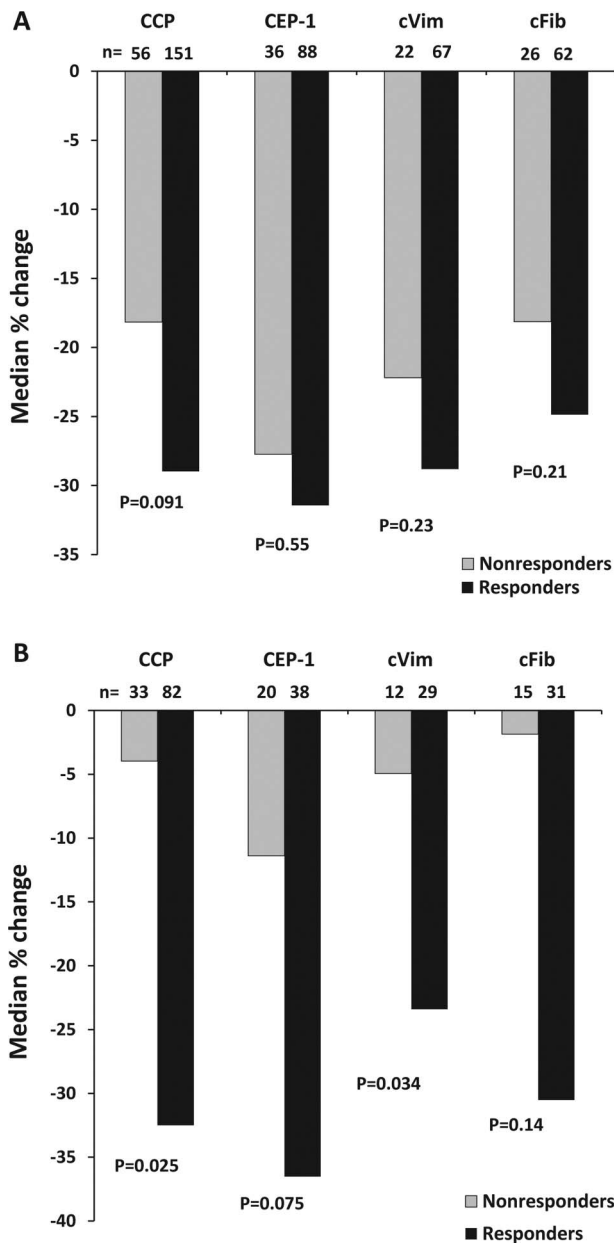 A
CCP CEP-1 cVim cFib
n= 56 151 36 88 22 67 26 62
0
-5
-10
-15
-20
-25
-30
-35
Median % change
P=0.091
P=0.55
P=0.23
P=0.21
Nonresponders
Responders
B
CCP CEP-1 cVim cFib
n= 33 82 20 38 12 29 15 31
0
-5
-10
-15
-20
-25
-30
-35
-40
Median % change
P=0.025
P=0.075
P=0.034
P=0.14
Nonresponders
Responders